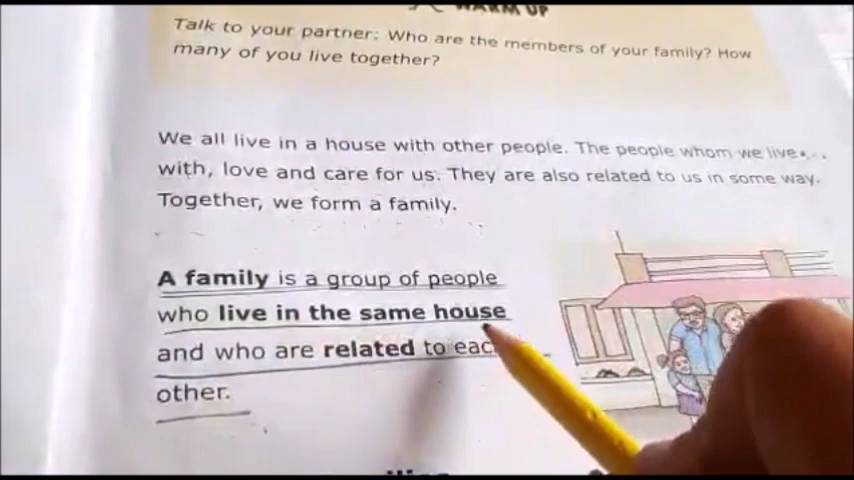 WARM UP
Talk to your partner: Who are the members of your family? How
many of you live together?
We all live in a house with other people. The people whom we live
with, love and care for us. They are also related to us in some way.
Together, we form a family.
A family is a group of people
who live in the same house
and who are related to eac
other.